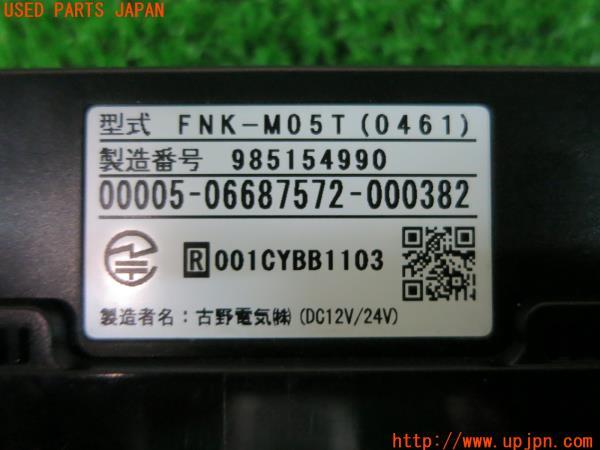 USED PARTS JAPAN
型式 FNK-M05T(0461)
製造番号 985154990
00005-06687572-000382
R 001CYBB1103
製造者名：古野電気㈱(DC12V/24V)
http://www.upjpn.com/